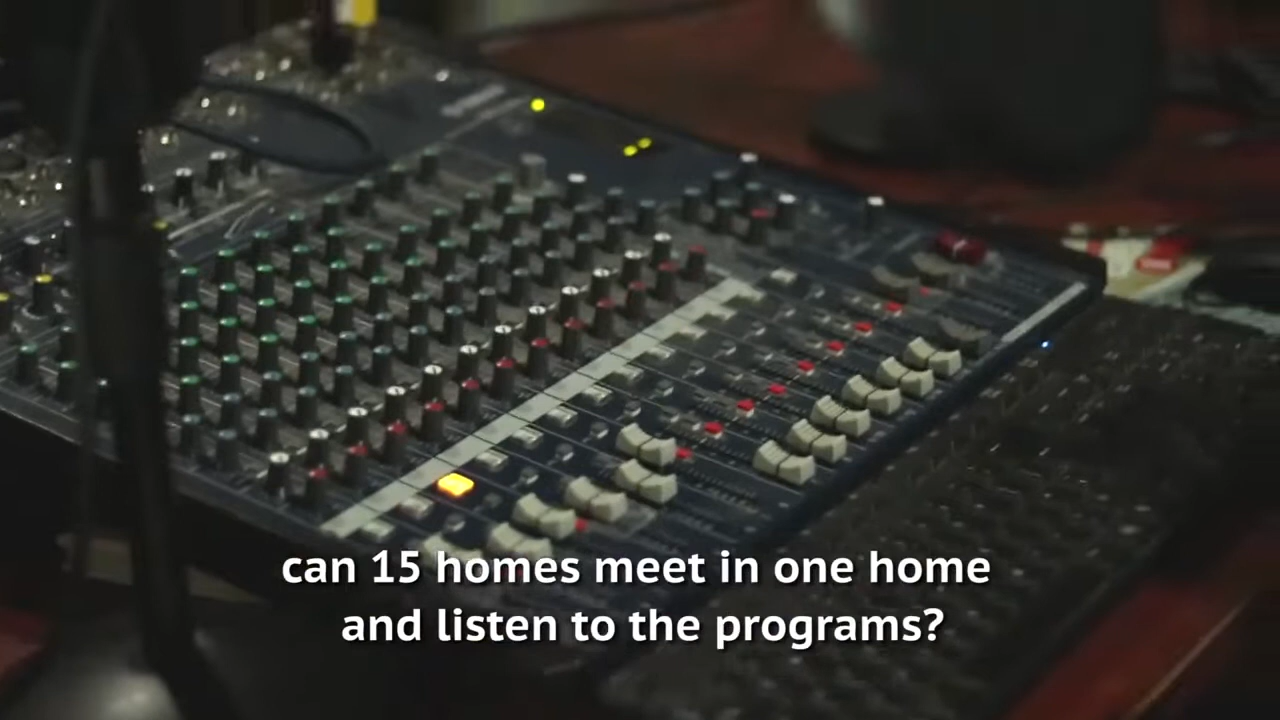 can 15 homes meet in one home
and listen to the programs?